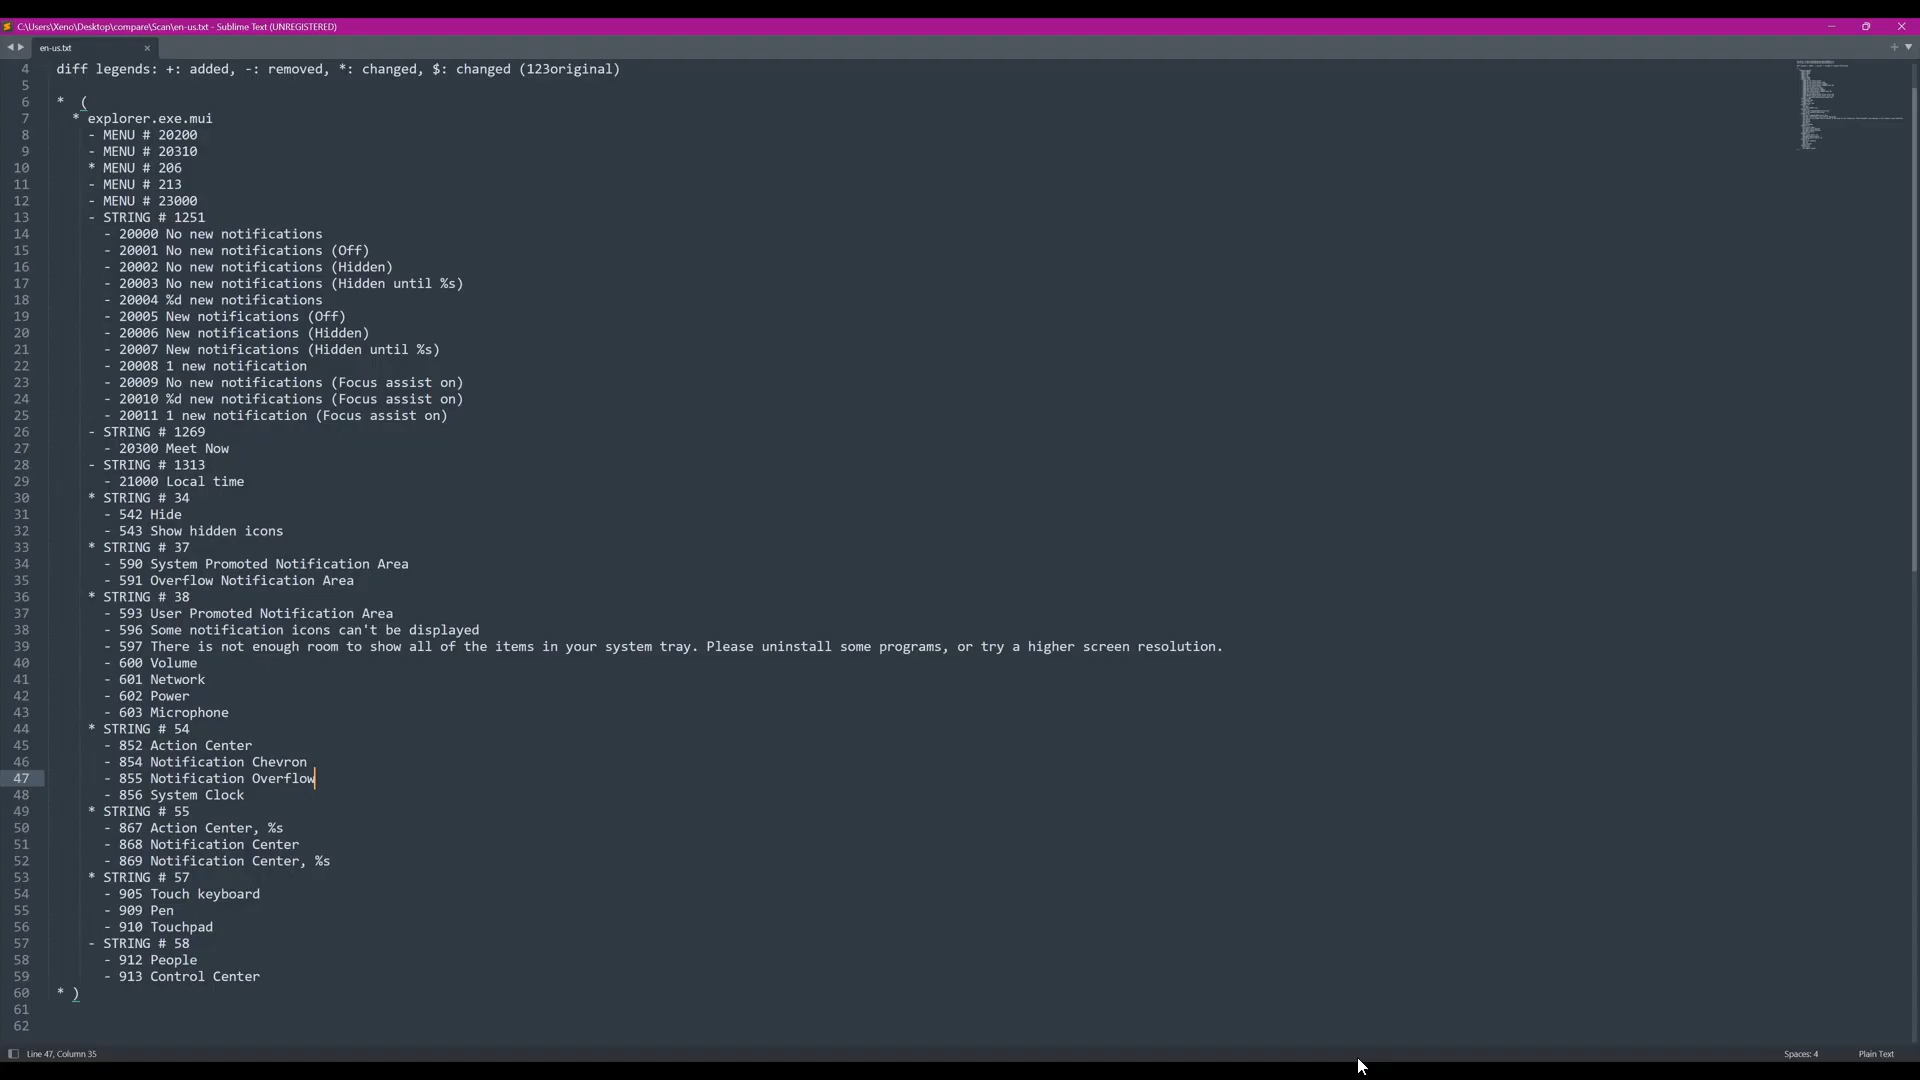 C:\Users\Xeno\Desktop\compare\Scan\en-us.txt - Sublime Text (UNREGISTERED)
en-us.txt
4 diff legends: +: added, -: removed, *: changed, $: changed (123original)
5
6 * (
7 * explorer.exe.mui
8 - MENU # 20200
9 - MENU # 20310
10 * MENU # 206
11 - MENU # 213
12 - MENU # 23000
13 - STRING # 1251
14 - 20000 No new notifications
15 - 20001 No new notifications (Off)
16 - 20002 No new notifications (Hidden)
17 - 20003 No new notifications (Hidden until %s)
18 - 20004 %d new notifications
19 - 20005 New notifications (Off)
20 - 20006 New notifications (Hidden)
21 - 20007 New notifications (Hidden until %s)
22 - 20008 1 new notification
23 - 20009 No new notifications (Focus assist on)
24 - 20010 %d new notifications (Focus assist on)
25 - 20011 1 new notification (Focus assist on)
26 - STRING # 1269
27 - 20300 Meet Now
28 - STRING # 1313
29 - 21000 Local time
30 * STRING # 34
31 - 542 Hide
32 - 543 Show hidden icons
33 * STRING # 37
34 - 590 System Promoted Notification Area
35 - 591 Overflow Notification Area
36 * STRING # 38
37 - 593 User Promoted Notification Area
38 - 596 Some notification icons can't be displayed
39 - 597 There is not enough room to show all of the items in your system tray. Please uninstall some programs, or try a higher screen resolution.
40 - 600 Volume
41 - 601 Network
42 - 602 Power
43 - 603 Microphone
44 * STRING # 54
45 - 852 Action Center
46 - 854 Notification Chevron
47 - 855 Notification Overflow
48 - 856 System Clock
49 * STRING # 55
50 - 867 Action Center, %s
51 - 868 Notification Center
52 - 869 Notification Center, %s
53 * STRING # 57
54 - 905 Touch keyboard
55 - 909 Pen
56 - 910 Touchpad
57 - STRING # 58
58 - 912 People
59 - 913 Control Center
60 * )
61
62
Line 47, Column 35
Spaces: 4
Plain Text